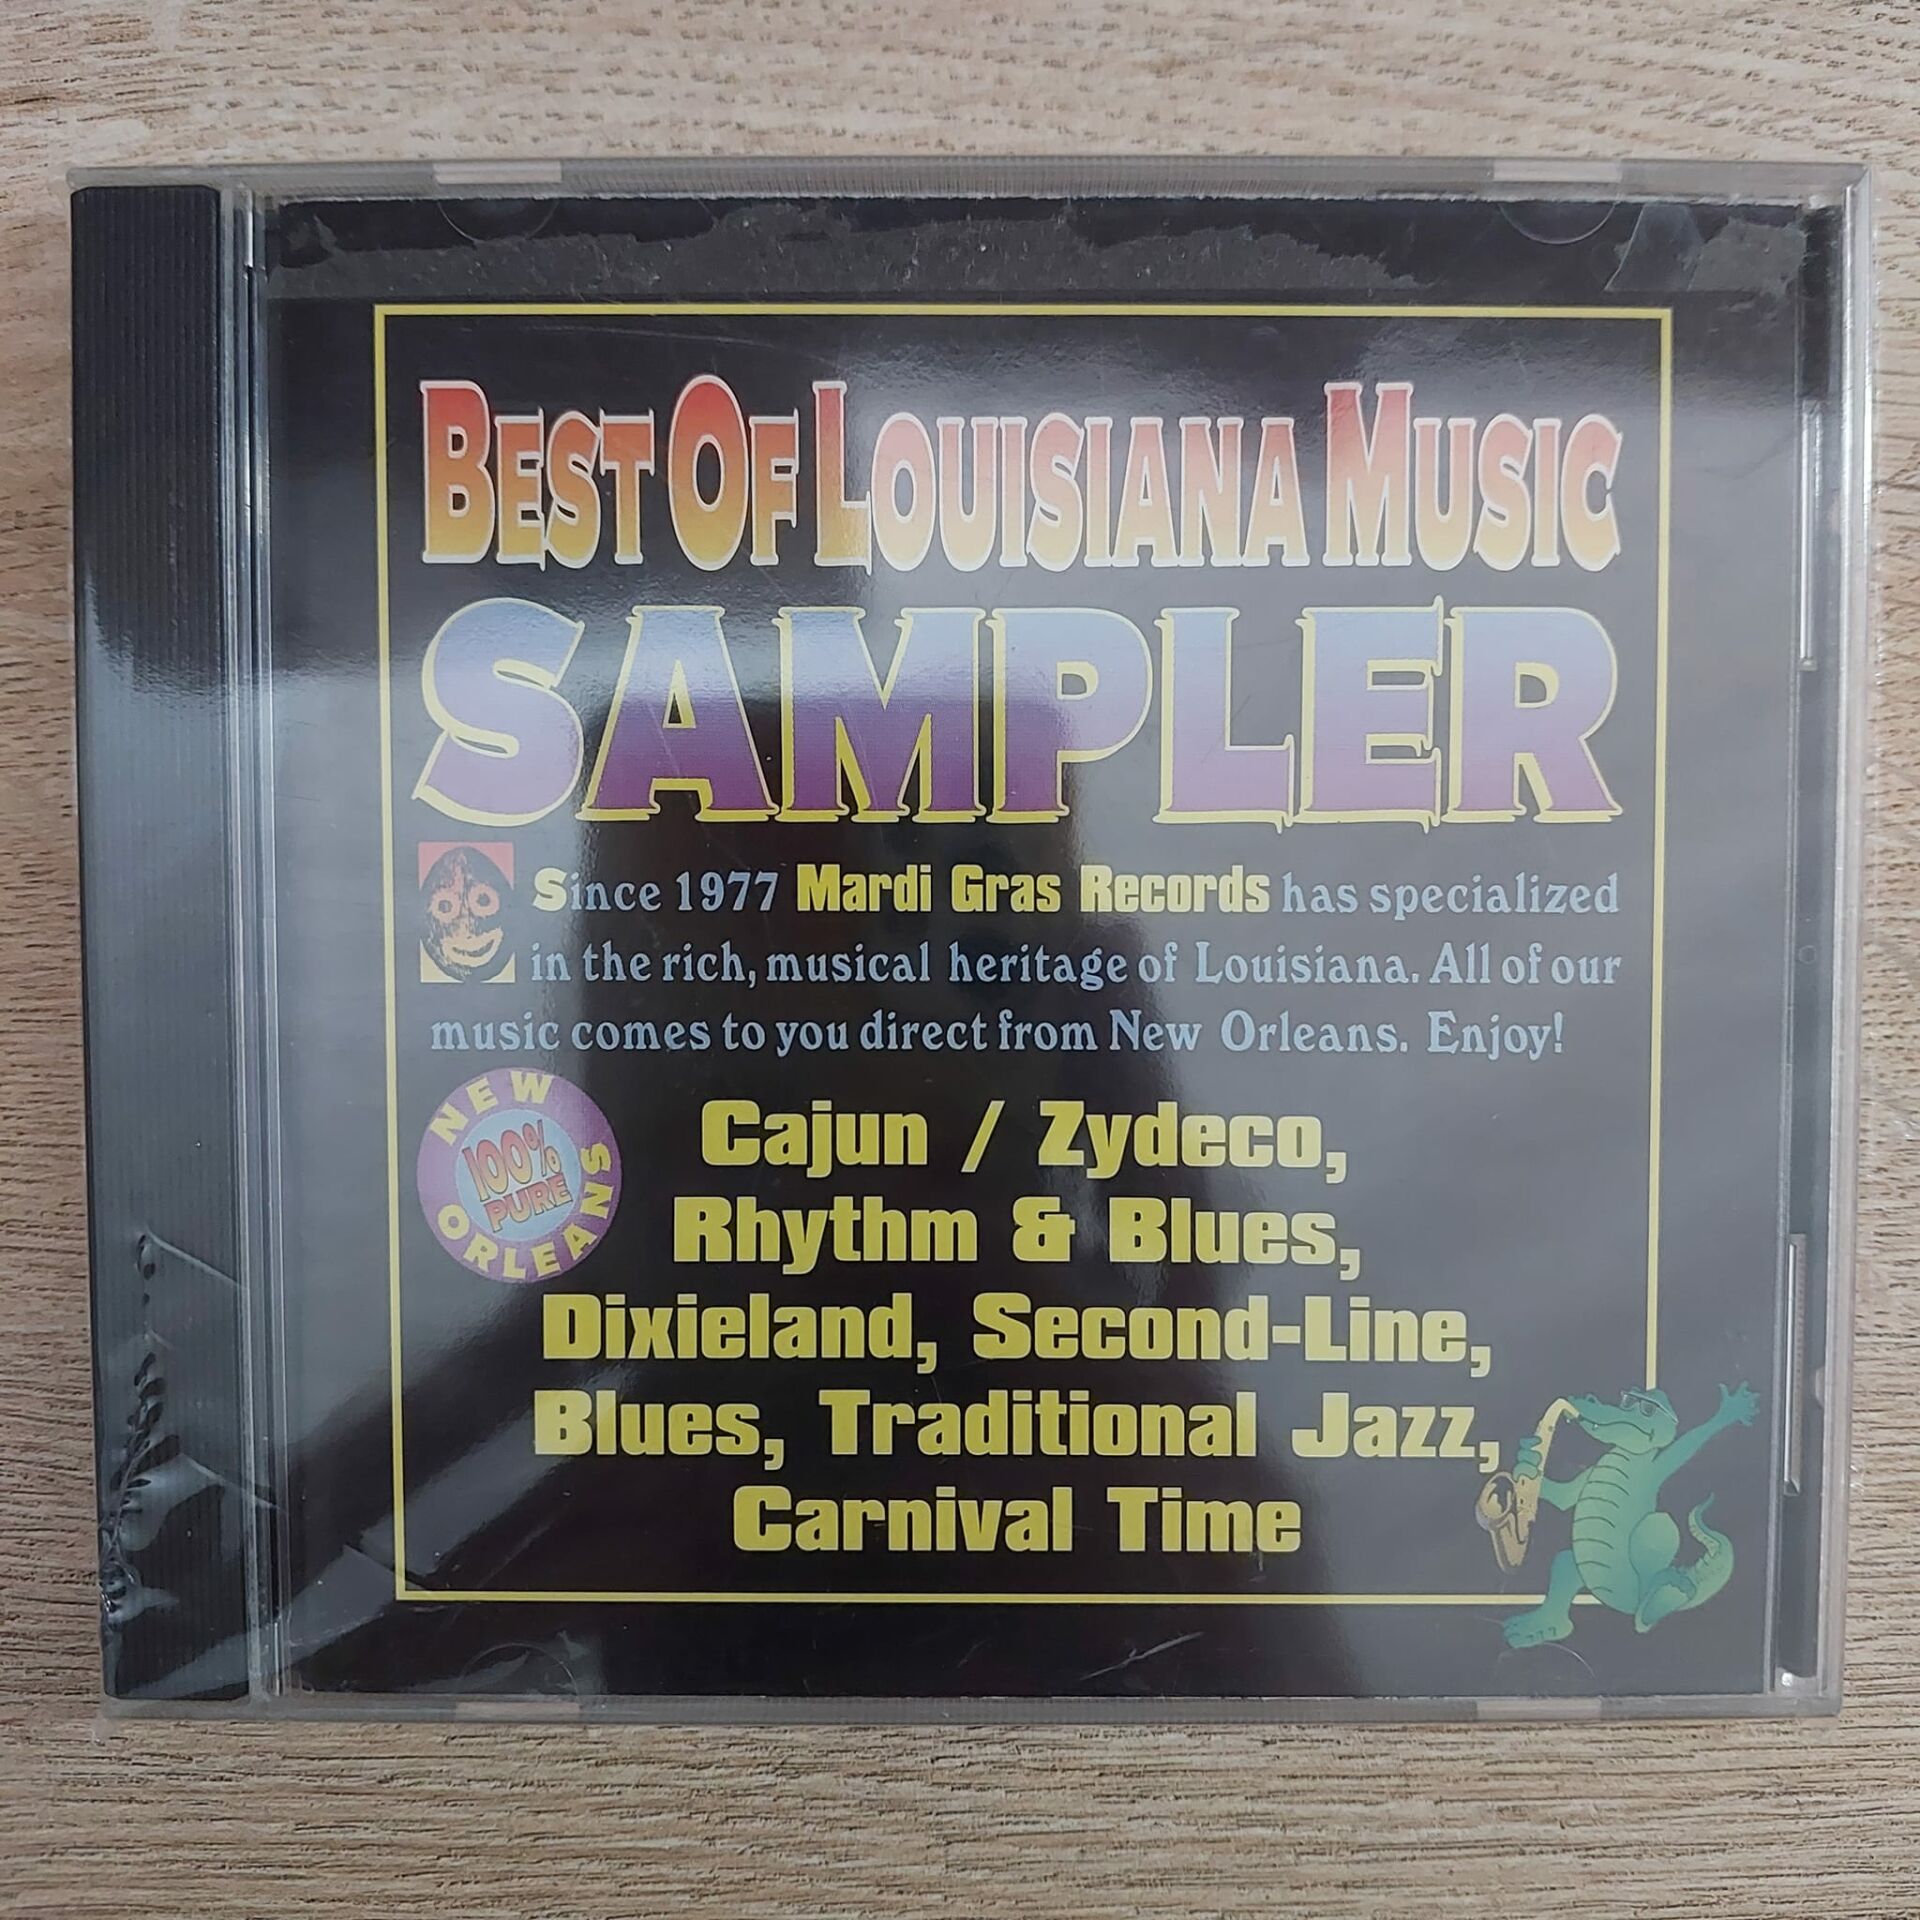 BEST OF LOUISIANA MUSIC
SAMPLER
Since 1977 Mardi Gras Records has specialized
in the rich, musical heritage of Louisiana. All of our
music comes to you direct from New Orleans. Enjoy!
NEW ORLEANS
100%
PURE
Cajun / Zydeco,
Rhythm & Blues,
Dixieland, Second-Line,
Blues, Traditional Jazz,
Carnival Time